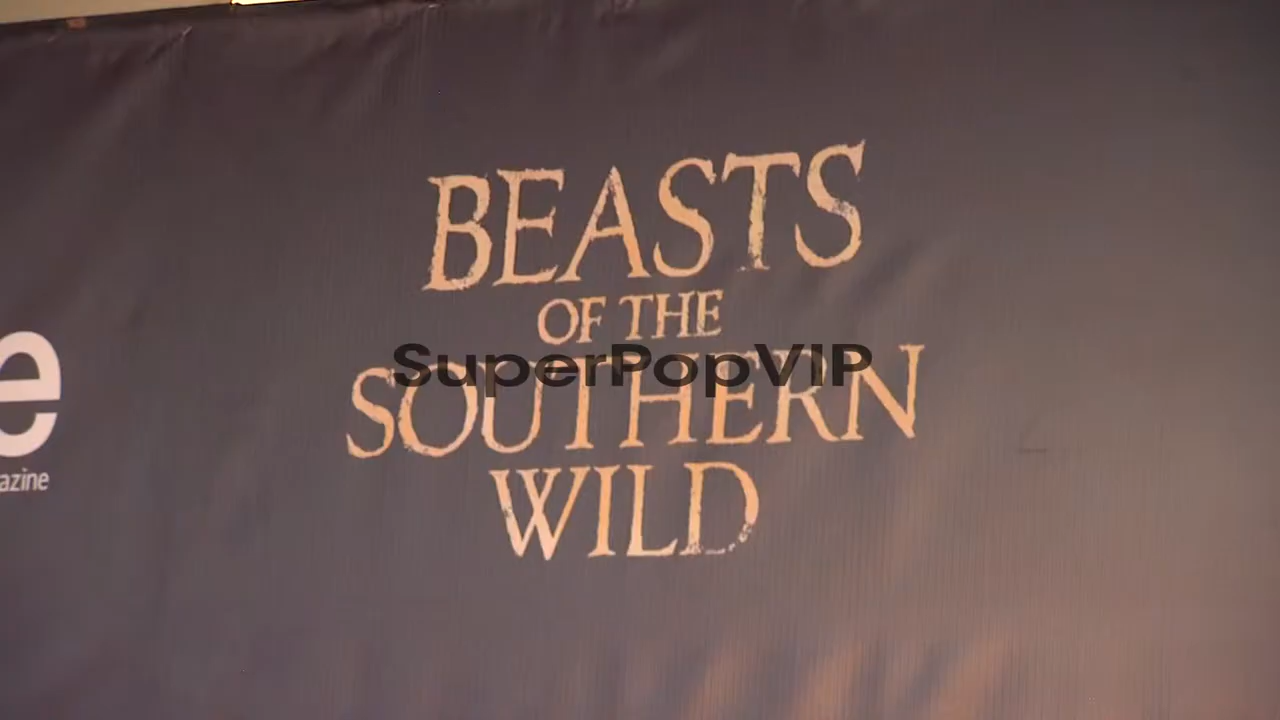 BEASTS
OF THE
SuperPopVIP
SOUTHERN
WILD
e
azine